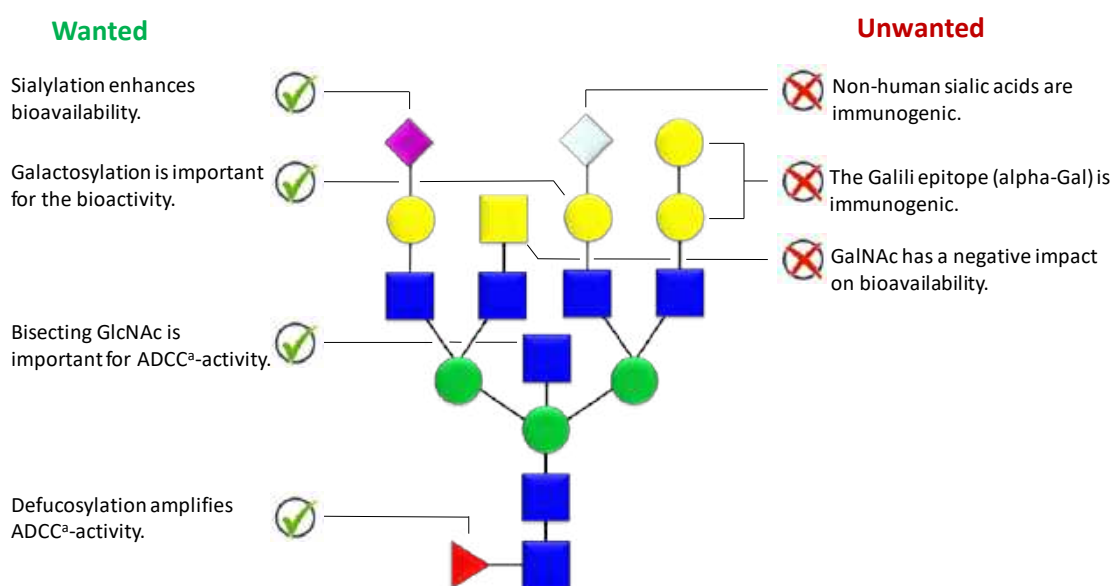 Wanted
Unwanted
Sialylation enhances
bioavailability.
Galactosylation is important
for the bioactivity.
Bisecting GlcNAc is
important for ADCCᵃ-activity.
Defucosylation amplifies
ADCCᵃ-activity.
Non-human sialic acids are
immunogenic.
The Galili epitope (alpha-Gal) is
immunogenic.
GalNAc has a negative impact
on bioavailability.